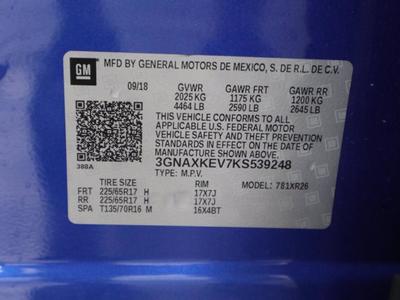 GM MFD BY GENERAL MOTORS DE MEXICO, S. DE R.L. DE C.V.
09/18 GVWR GAWR FRT GAWR RR
2025 KG 1175 KG 1200 KG
4464 LB 2590 LB 2645 LB
THIS VEHICLE CONFORMS TO ALL
APPLICABLE U.S. FEDERAL MOTOR
VEHICLE SAFETY AND THEFT PREVENTION
STANDARDS IN EFFECT ON THE DATE OF
MANUFACTURE SHOWN ABOVE.
388A 3GNAXKEV7KS539248
TYPE: M.P.V. MODEL: 781XR26
TIRE SIZE RIM
FRT 225/65R17 H 17X7J
RR 225/65R17 H 17X7J
SPA T135/70R16 M 16X4BT